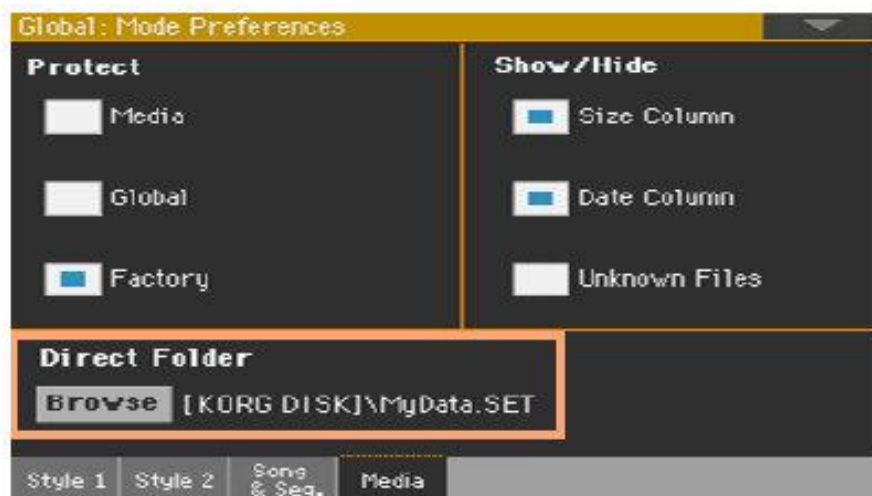 Global: Mode Preferences
Protect
Media
Global
Factory
Show/Hide
Size Column
Date Column
Unknown Files
Direct Folder
Browse [KORG DISK]\MyData.SET
Style 1 Style 2 Song & Seq. Media